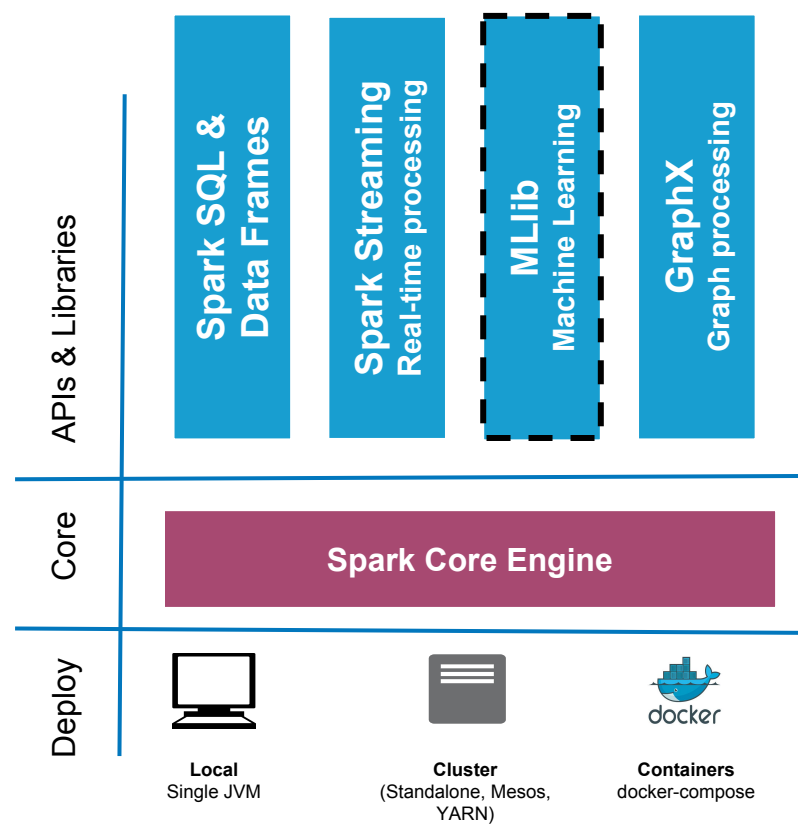 APIs & Libraries
Spark SQL &
Data Frames
Spark Streaming
Real-time processing
MLlib
Machine Learning
GraphX
Graph processing
Core
Spark Core Engine
Deploy
docker
Local
Single JVM
Cluster
(Standalone, Mesos,
YARN)
Containers
docker-compose